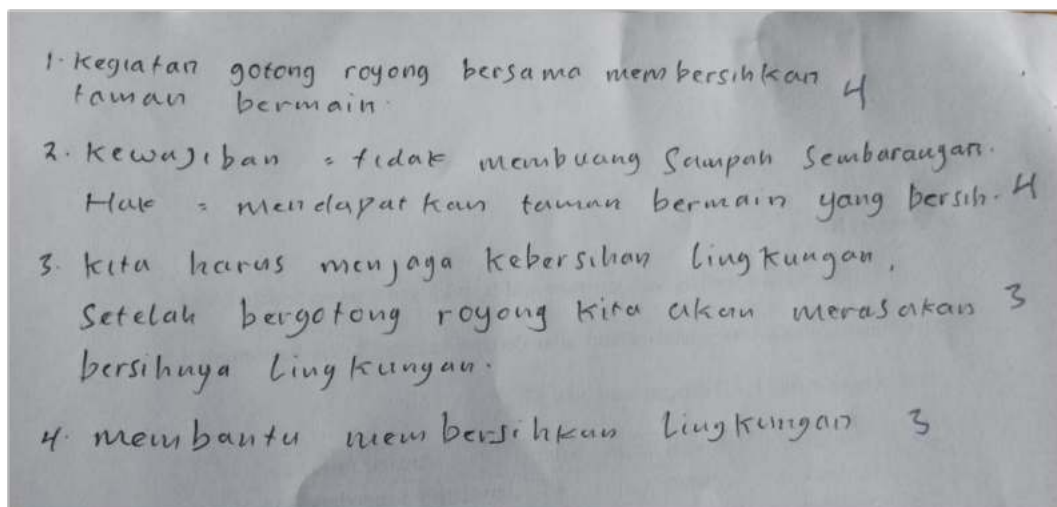 1. Kegiatan gotong royong bersama membersihkan 4
taman bermain.
2. Kewajiban = tidak membuang Sampah Sembarangan.
Hak = mendapatkan taman bermain yang bersih. 4
3. Kita harus menjaga kebersihan lingkungan,
Setelah bergotong royong kita akan merasakan 3
bersihnya lingkungan.
4. membantu membersihkan lingkungan 3